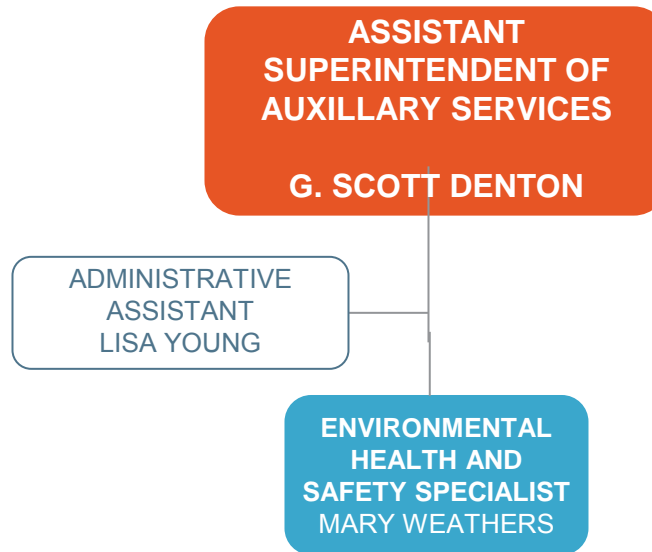 ASSISTANT
SUPERINTENDENT OF
AUXILLARY SERVICES
G. SCOTT DENTON
ADMINISTRATIVE
ASSISTANT
LISA YOUNG
ENVIRONMENTAL
HEALTH AND
SAFETY SPECIALIST
MARY WEATHERS